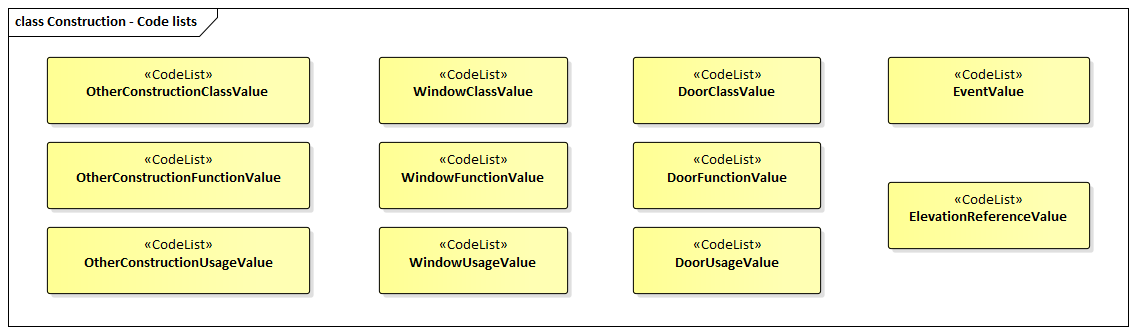 class Construction - Code lists
«CodeList»
OtherConstructionClassValue
«CodeList»
WindowClassValue
«CodeList»
DoorClassValue
«CodeList»
EventValue
«CodeList»
OtherConstructionFunctionValue
«CodeList»
WindowFunctionValue
«CodeList»
DoorFunctionValue
«CodeList»
ElevationReferenceValue
«CodeList»
OtherConstructionUsageValue
«CodeList»
WindowUsageValue
«CodeList»
DoorUsageValue